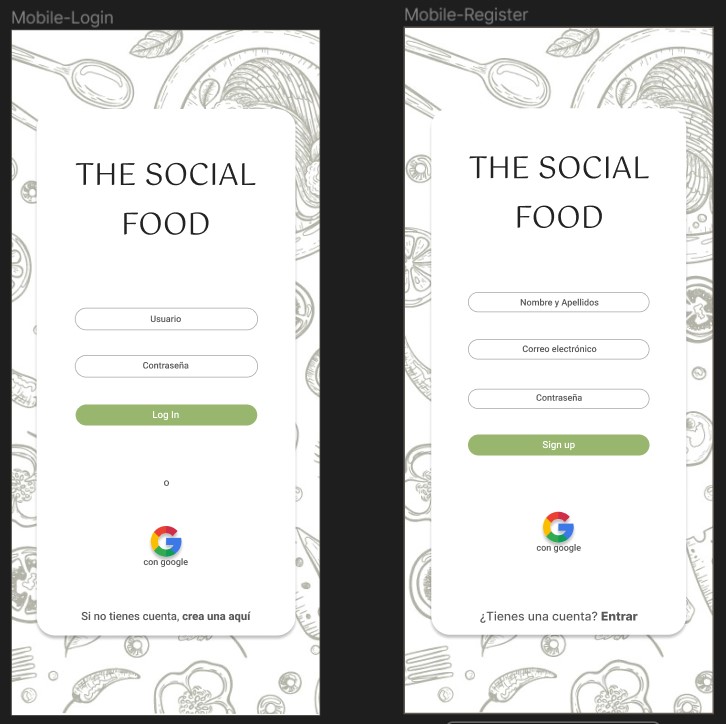 Mobile-Login
THE SOCIAL
FOOD
Usuario
Contraseña
Log In
o
con google
Si no tienes cuenta, crea una aquí
Mobile-Register
THE SOCIAL
FOOD
Nombre y Apellidos
Correo electrónico
Contraseña
Sign up
con google
¿Tienes una cuenta? Entrar